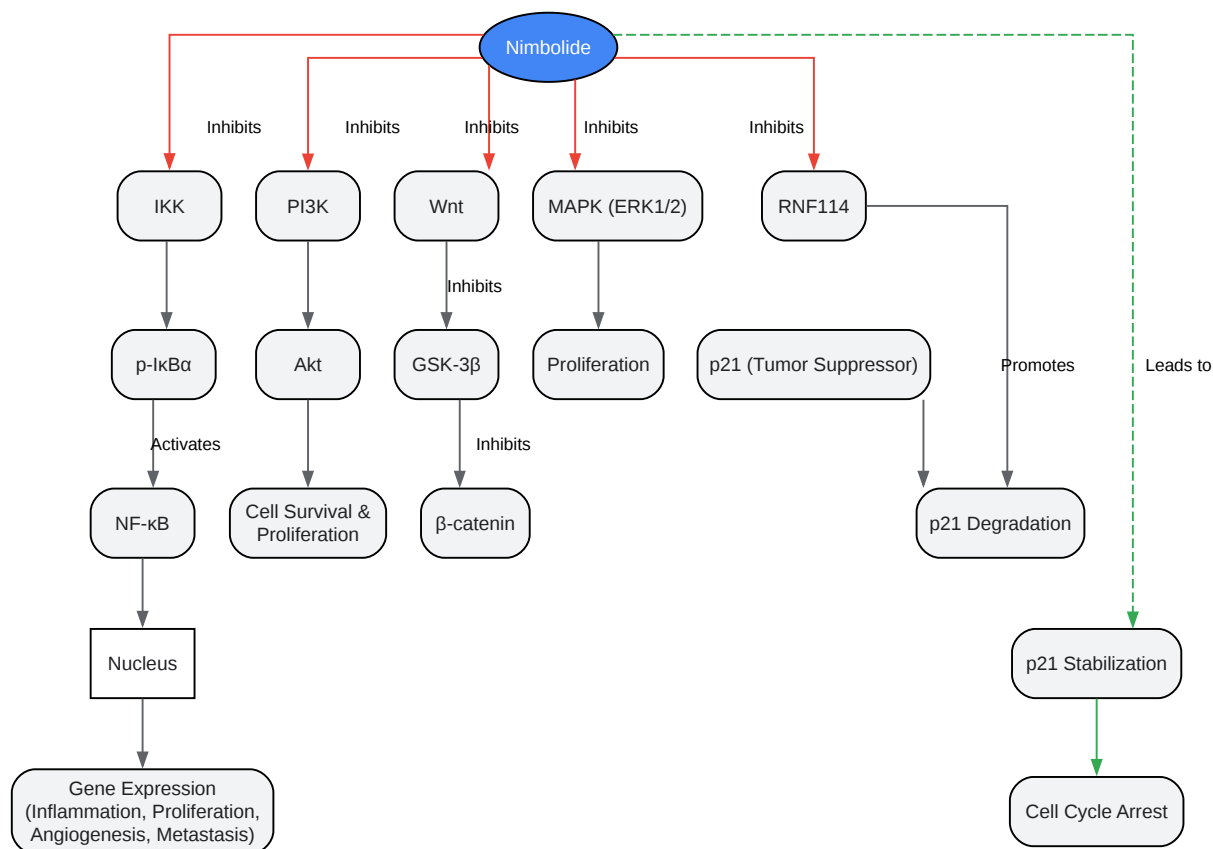 Nimbolide
Inhibits
Inhibits
Inhibits
Inhibits
Inhibits
IKK
PI3K
Wnt
MAPK (ERK1/2)
RNF114
Inhibits
p-IκBα
Akt
GSK-3β
Proliferation
p21 (Tumor Suppressor)
Promotes
Leads to
Activates
Inhibits
NF-κB
Cell Survival &
Proliferation
β-catenin
p21 Degradation
Nucleus
p21 Stabilization
Gene Expression
(Inflammation, Proliferation,
Angiogenesis, Metastasis)
Cell Cycle Arrest